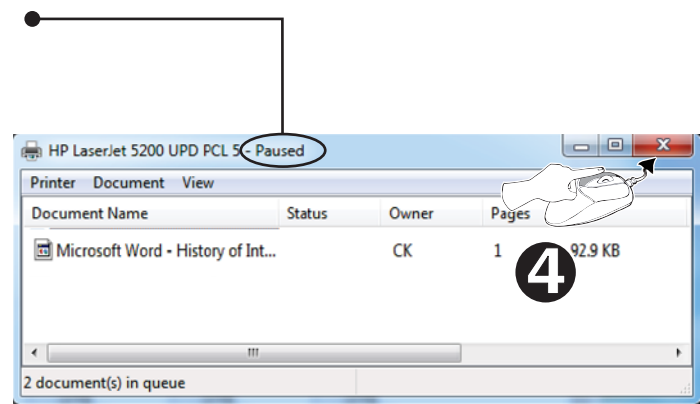 HP LaserJet 5200 UPD PCL 5 - Paused
Printer Document View
Document Name Status Owner Pages
Microsoft Word - History of Int... CK 1 92.9 KB
4
2 document(s) in queue